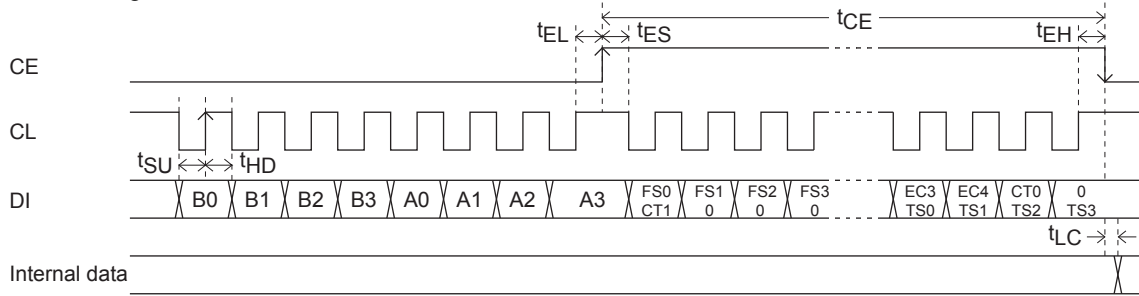 tCE
tEL tES tEH
CE
CL
tSU tHD
DI B0 B1 B2 B3 A0 A1 A2 A3 FS0 FS1 FS2 FS3 EC3 EC4 CT0 0
CT1 0 0 0 TS0 TS1 TS2 TS3
tLC
Internal data